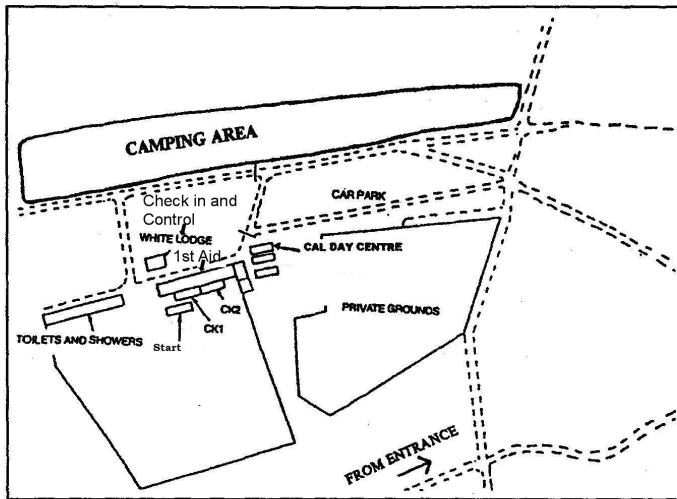 CAMPING AREA
CAR PARK
Check in and
Control
WHITE LODGE
CAL DAY CENTRE
1st Aid
PRIVATE GROUNDS
CK2
CK1
TOILETS AND SHOWERS
Start
FROM ENTRANCE